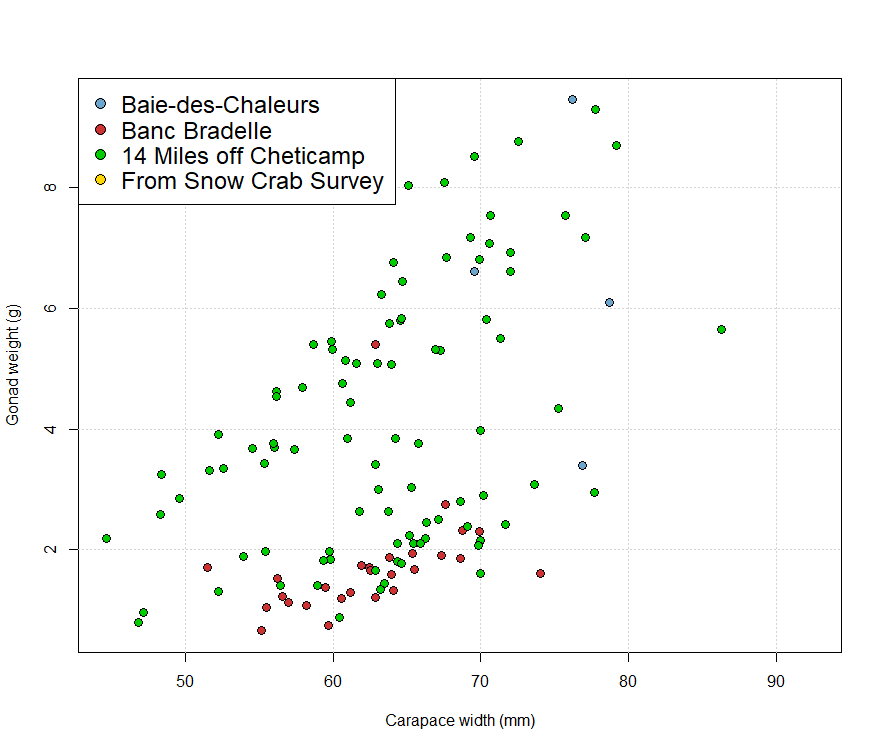 Baie-des-Chaleurs
Banc Bradelle
14 Miles off Cheticamp
From Snow Crab Survey
8
6
4
2
Gonad weight (g)
50 60 70 80 90
Carapace width (mm)